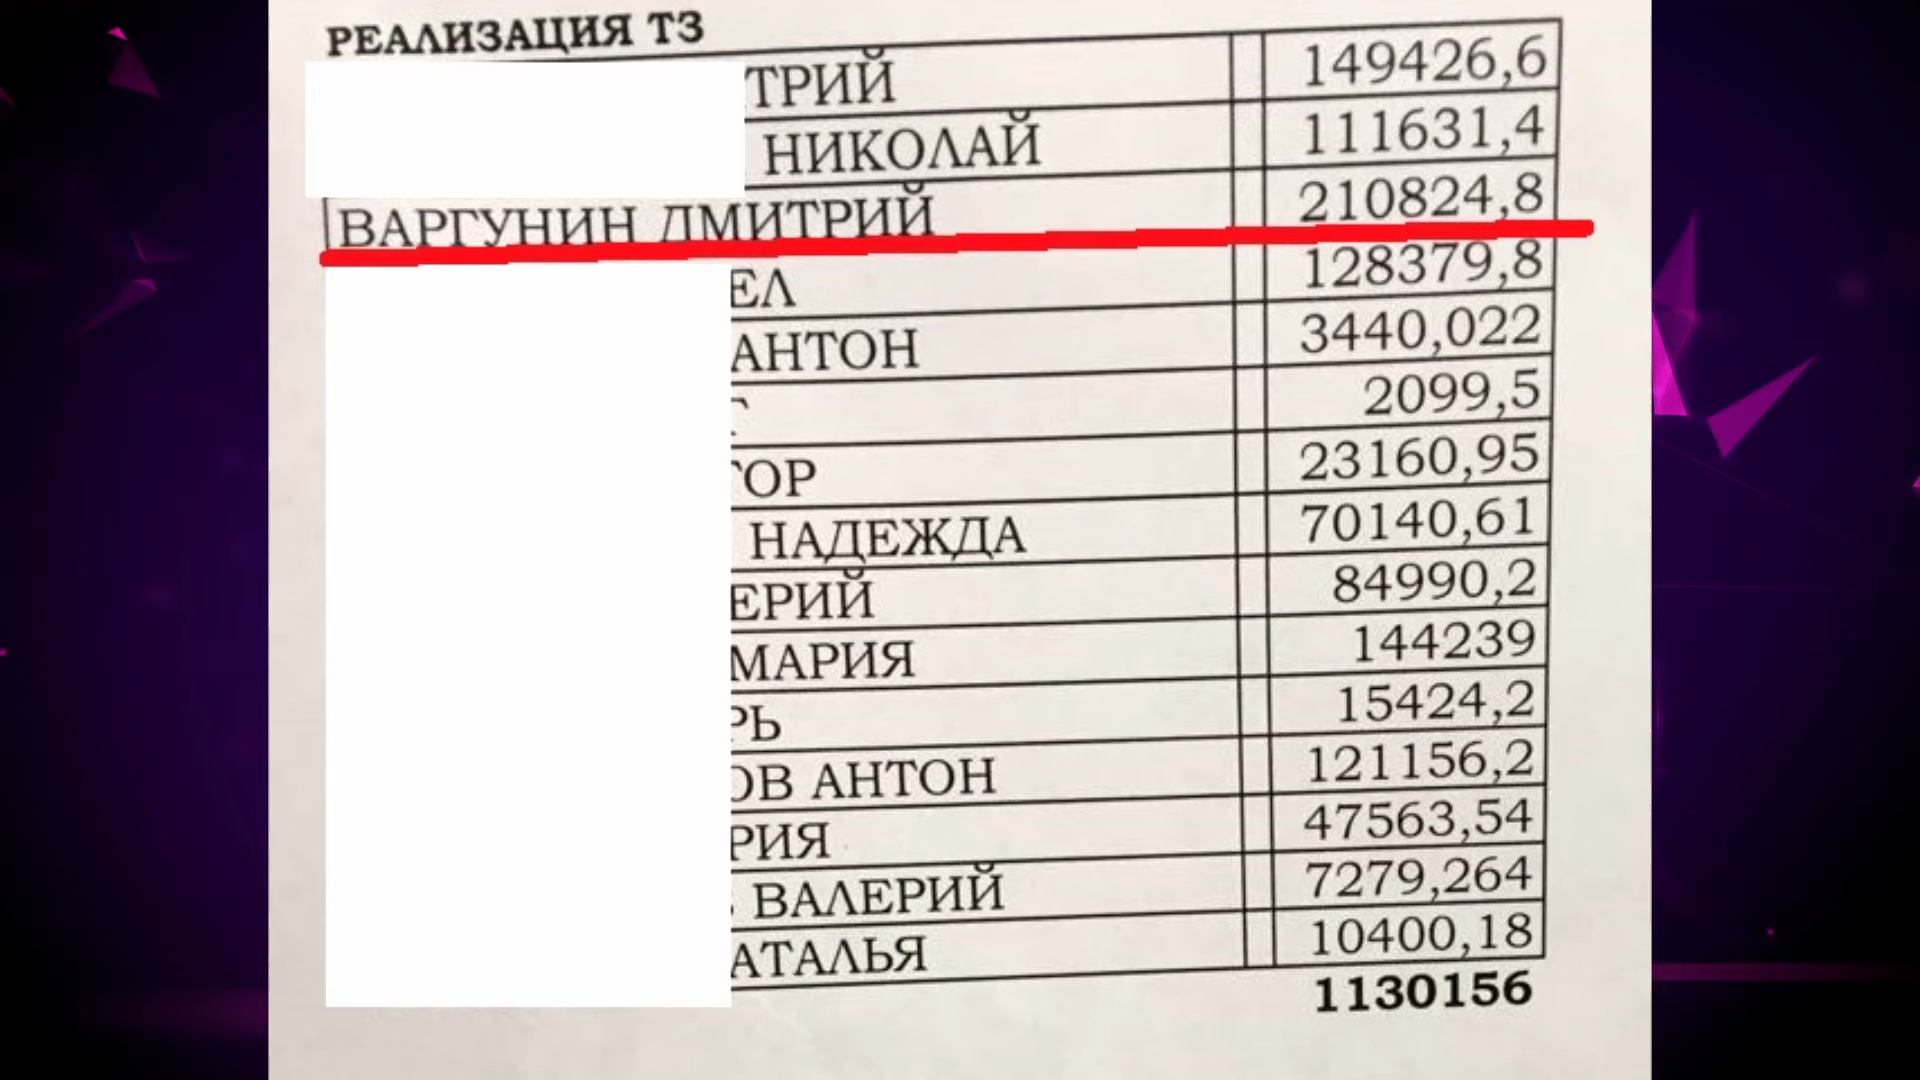 РЕАЛИЗАЦИЯ ТЗ
ТРИЙ 149426,6
НИКОЛАЙ 111631,4
ВАРГУНИН ДМИТРИЙ 210824,8
ЕЛ 128379,8
АНТОН 3440,022
Г 2099,5
ГОР 23160,95
НАДЕЖДА 70140,61
ЕРИЙ 84990,2
МАРИЯ 144239
РЬ 15424,2
ОВ АНТОН 121156,2
РИЯ 47563,54
ВАЛЕРИЙ 7279,264
АТАЛЬЯ 10400,18
1130156